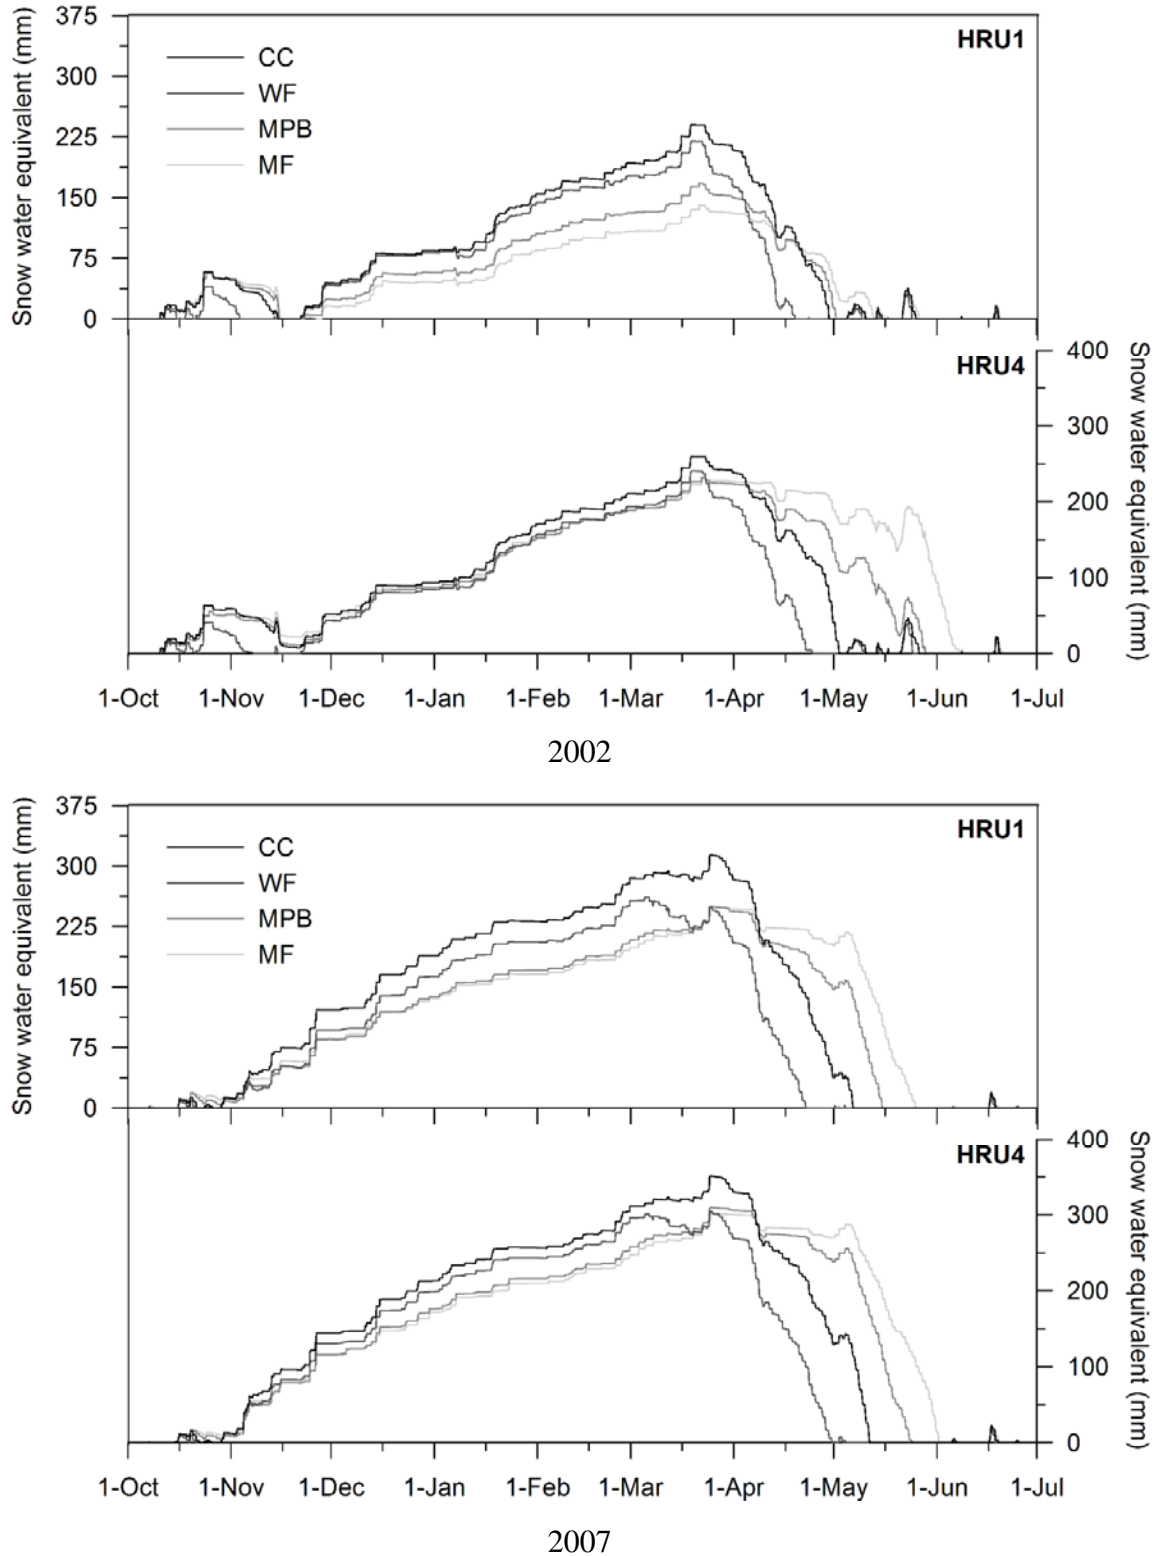 Snow water equivalent (mm)
375
300
225
150
75
0
CC
WF
MPB
MF
HRU1
HRU4
400
300
200
100
0
Snow water equivalent (mm)
1-Oct 1-Nov 1-Dec 1-Jan 1-Feb 1-Mar 1-Apr 1-May 1-Jun 1-Jul
2002
Snow water equivalent (mm)
375
300
225
150
75
0
CC
WF
MPB
MF
HRU1
HRU4
400
300
200
100
0
Snow water equivalent (mm)
1-Oct 1-Nov 1-Dec 1-Jan 1-Feb 1-Mar 1-Apr 1-May 1-Jun 1-Jul
2007